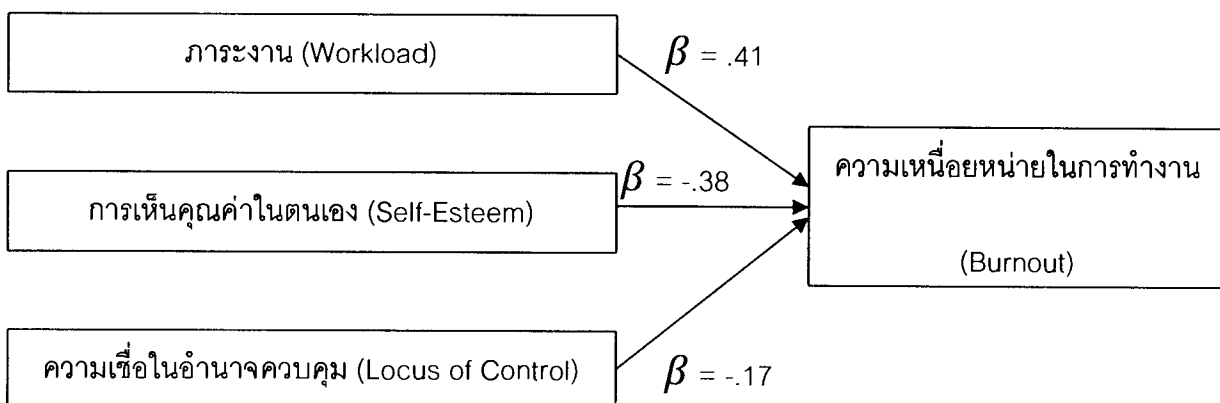 ภาระงาน (Workload)
β = .41
ความเหนื่อยหน่ายในการทำงาน
(Burnout)
β = -.38
การเห็นคุณค่าในตนเอง (Self-Esteem)
ความเชื่อในอำนาจควบคุม (Locus of Control)
β = -.17